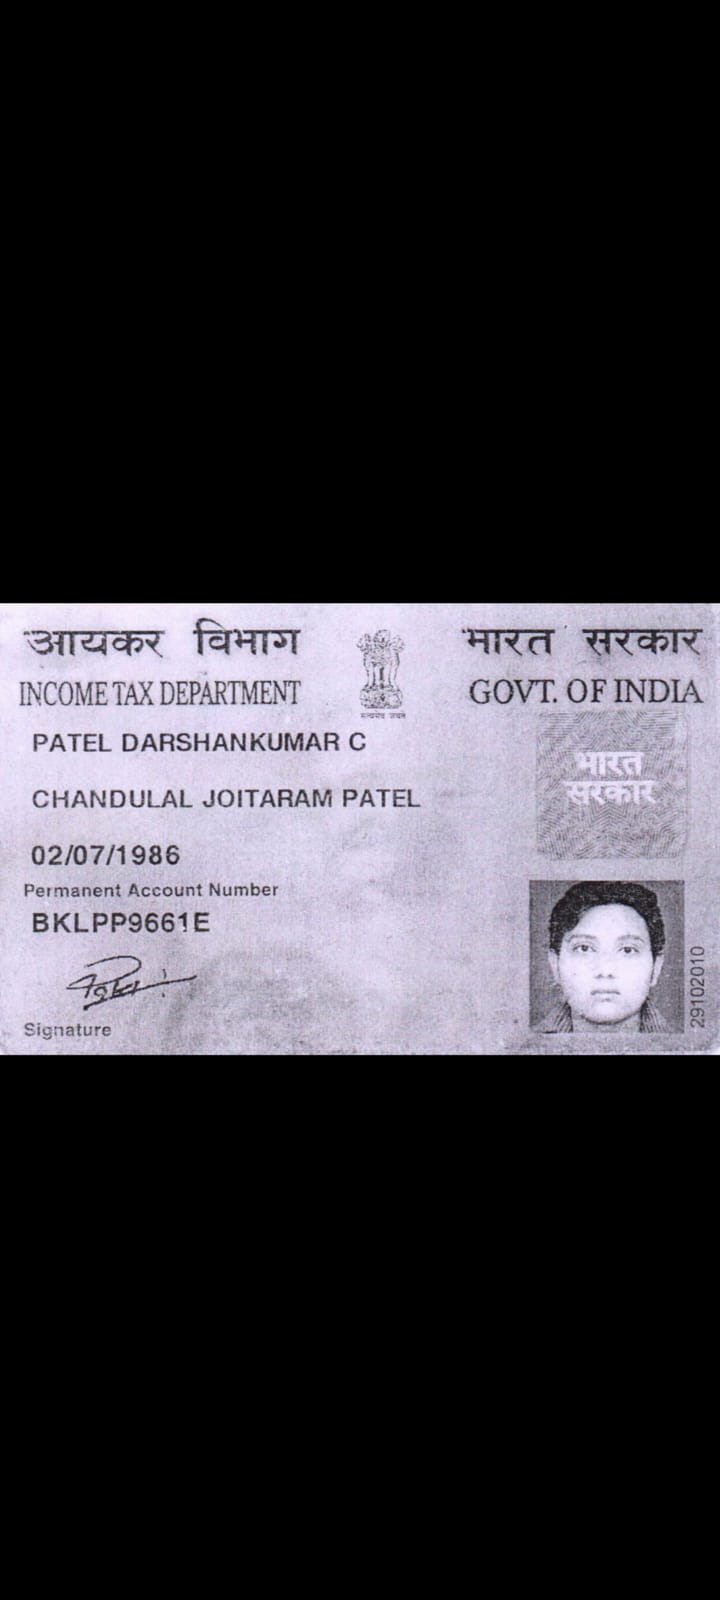 आयकर विभाग
INCOME TAX DEPARTMENT
सत्यमेव जयते
भारत सरकार
GOVT. OF INDIA
PATEL DARSHANKUMAR C
CHANDULAL JOITARAM PATEL
02/07/1986
Permanent Account Number
BKLPP9661E
Signature
भारत
सरकार
29102010